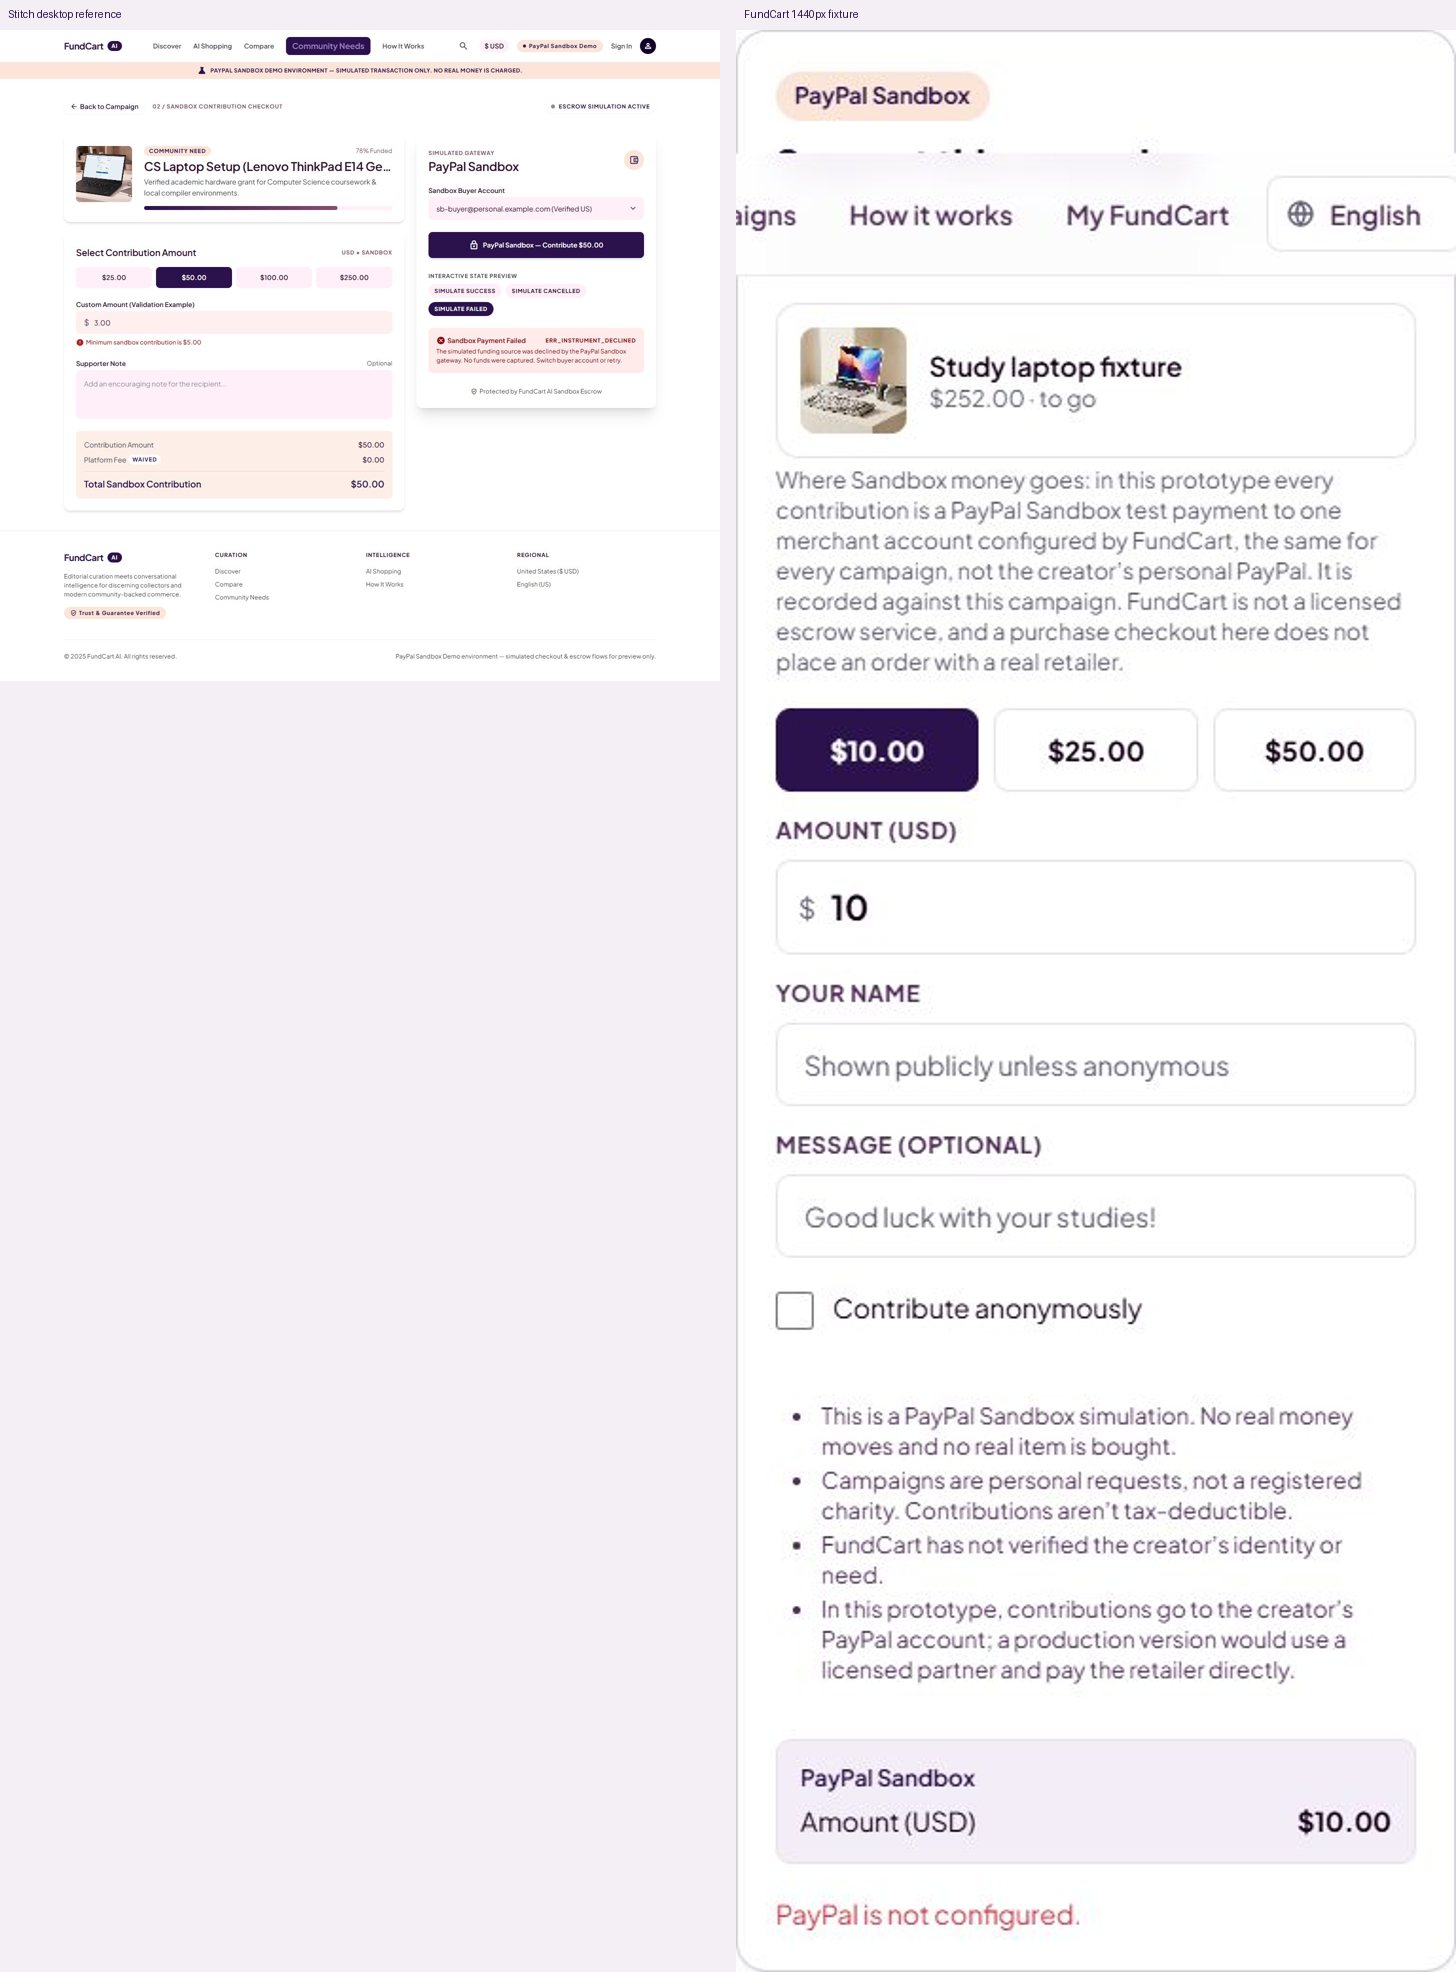 Stitch desktop reference
FundCart AI
Discover
AI Shopping
Compare
Community Needs
How It Works
$ USD
PayPal Sandbox Demo
Sign In
PAYPAL SANDBOX DEMO ENVIRONMENT — SIMULATED TRANSACTION ONLY. NO REAL MONEY IS CHARGED.
← Back to Campaign
02 / SANDBOX CONTRIBUTION CHECKOUT
ESCROW SIMULATION ACTIVE
COMMUNITY NEED
78% Funded
CS Laptop Setup (Lenovo ThinkPad E14 Ge...
Verified academic hardware grant for Computer Science coursework &
local compiler environments.
Select Contribution Amount
USD • SANDBOX
$25.00
$50.00
$100.00
$250.00
Custom Amount (Validation Example)
$ 3.00
Minimum sandbox contribution is $5.00
Supporter Note
Optional
Add an encouraging note for the recipient...
Contribution Amount
$50.00
Platform Fee WAIVED
$0.00
Total Sandbox Contribution
$50.00
SIMULATED GATEWAY
PayPal Sandbox
Sandbox Buyer Account
sb-buyer@personal.example.com (Verified US)
PayPal Sandbox — Contribute $50.00
INTERACTIVE STATE PREVIEW
SIMULATE SUCCESS
SIMULATE CANCELLED
SIMULATE FAILED
Sandbox Payment Failed
ERR_INSTRUMENT_DECLINED
The simulated funding source was declined by the PayPal Sandbox
gateway. No funds were captured. Switch buyer account or retry.
Protected by FundCart AI Sandbox Escrow
FundCart AI
Editorial curation meets conversational
intelligence for discerning collectors and
modern community-backed commerce.
Trust & Guarantee Verified
CURATION
Discover
Compare
Community Needs
INTELLIGENCE
AI Shopping
How It Works
REGIONAL
United States ($ USD)
English (US)
© 2025 FundCart AI. All rights reserved.
PayPal Sandbox Demo environment — simulated checkout & escrow flows for preview only.
FundCart 1440px fixture
PayPal Sandbox
aigns
How it works
My FundCart
English
Study laptop fixture
$252.00 · to go
Where Sandbox money goes: in this prototype every
contribution is a PayPal Sandbox test payment to one
merchant account configured by FundCart, the same for
every campaign, not the creator’s personal PayPal. It is
recorded against this campaign. FundCart is not a licensed
escrow service, and a purchase checkout here does not
place an order with a real retailer.
$10.00
$25.00
$50.00
AMOUNT (USD)
$ 10
YOUR NAME
Shown publicly unless anonymous
MESSAGE (OPTIONAL)
Good luck with your studies!
Contribute anonymously
• This is a PayPal Sandbox simulation. No real money
moves and no real item is bought.
• Campaigns are personal requests, not a registered
charity. Contributions aren’t tax-deductible.
• FundCart has not verified the creator’s identity or
need.
• In this prototype, contributions go to the creator’s
PayPal account; a production version would use a
licensed partner and pay the retailer directly.
PayPal Sandbox
Amount (USD)
$10.00
PayPal is not configured.